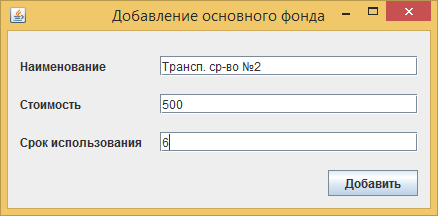 Добавление основного фонда
Наименование Трансп. ср-во №2
Стоимость 500
Срок использования 6
Добавить